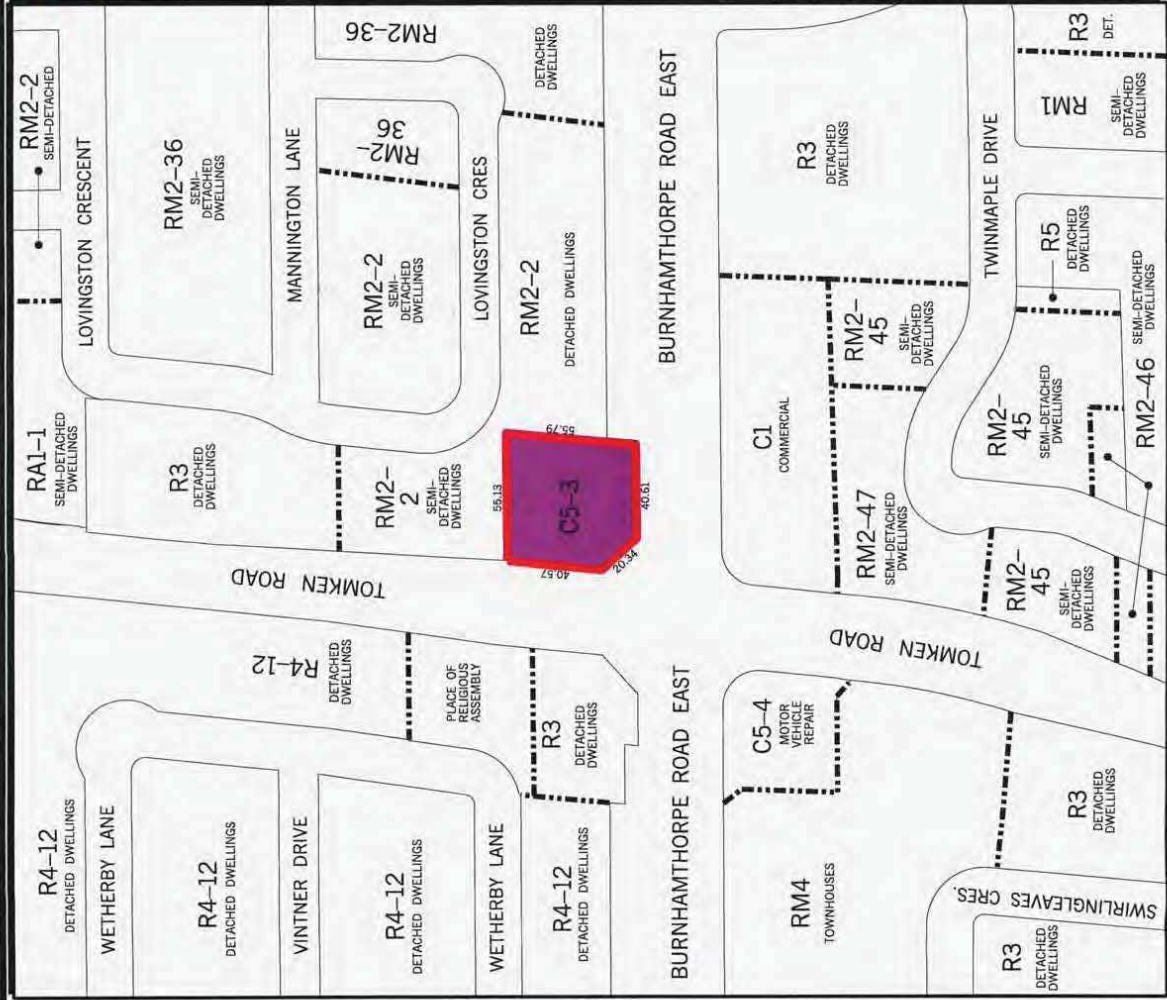 R4-12
DETACHED DWELLINGS
RA1-1
SEMI-DETACHED
DWELLINGS
RM2-2
SEMI-DETACHED
WETHERBY LANE
LOVINGSTON CRESCENT
R4-12
DETACHED DWELLINGS
R3
DETACHED
DWELLINGS
RM2-36
SEMI-
DETACHED
DWELLINGS
VINTNER DRIVE
R4-12
DETACHED
DWELLINGS
TOMKEN ROAD
MANNINGTON LANE
RM2-36
R4-12
DETACHED DWELLINGS
RM2-
2
SEMI-
DETACHED
DWELLINGS
RM2-2
SEMI-
DETACHED
DWELLINGS
RM2-
36
PLACE OF
RELIGIOUS
ASSEMBLY
WETHERBY LANE
LOVINGSTON CRES
55.13
R4-12
DETACHED DWELLINGS
R3
DETACHED
DWELLINGS
40.57
C5-3
55.79
RM2-2
DETACHED DWELLINGS
DETACHED
DWELLINGS
20.34
40.61
BURNHAMTHORPE ROAD EAST
BURNHAMTHORPE ROAD EAST
C5-4
MOTOR
VEHICLE
REPAIR
C1
COMMERCIAL
R3
DETACHED
DWELLINGS
RM4
TOWNHOUSES
TOMKEN ROAD
RM2-47
SEMI-DETACHED
DWELLINGS
RM2-
45
SEMI-
DETACHED
DWELLINGS
TWINMAPLE DRIVE
R3
DETACHED
DWELLINGS
SWIRLINGLEAVES CRES.
R3
DETACHED
DWELLINGS
RM2-
45
SEMI-
DETACHED
DWELLINGS
RM2-
45
SEMI-DETACHED
DWELLINGS
R5
DETACHED
DWELLINGS
RM1
SEMI-
DETACHED
DWELLINGS
R3
DET.
RM2-46
SEMI-DETACHED
DWELLINGS